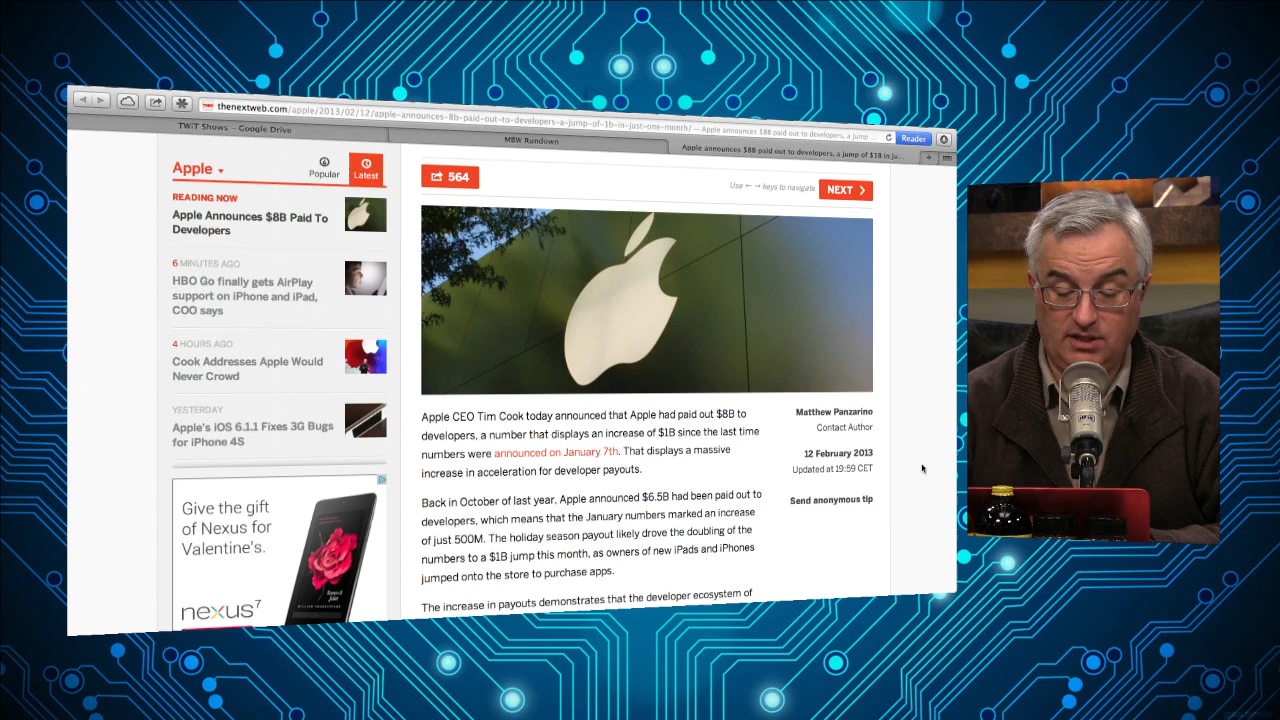 thenextweb.com/apple/2013/02/12/apple-announces-8b-paid-out-to-developers-a-jump-of-1b-in-just-one-month/ — Apple announces $8B paid out to developers, a jump ...
Reader
TWiT Shows – Google Drive
MBW Rundown
Apple announces $8B paid out to developers, a jump of $1B in ju...
Apple
Popular
Latest
READING NOW
Apple Announces $8B Paid To
Developers
6 MINUTES AGO
HBO Go finally gets AirPlay
support on iPhone and iPad,
COO says
4 HOURS AGO
Cook Addresses Apple Would
Never Crowd
YESTERDAY
Apple's iOS 6.1.1 Fixes 3G Bugs
for iPhone 4S
Give the gift
of Nexus for
Valentine's.
nexus 7
564
Use ← → keys to navigate
NEXT
Apple CEO Tim Cook today announced that Apple had paid out $8B to
developers, a number that displays an increase of $1B since the last time
numbers were announced on January 7th. That displays a massive
increase in acceleration for developer payouts.
Back in October of last year, Apple announced $6.5B had been paid out to
developers, which means that the January numbers marked an increase
of just 500M. The holiday season payout likely drove the doubling of the
numbers to a $1B jump this month, as owners of new iPads and iPhones
jumped onto the store to purchase apps.
The increase in payouts demonstrates that the developer ecosystem of
Matthew Panzarino
Contact Author
12 February 2013
Updated at 19:59 CET
Send anonymous tip